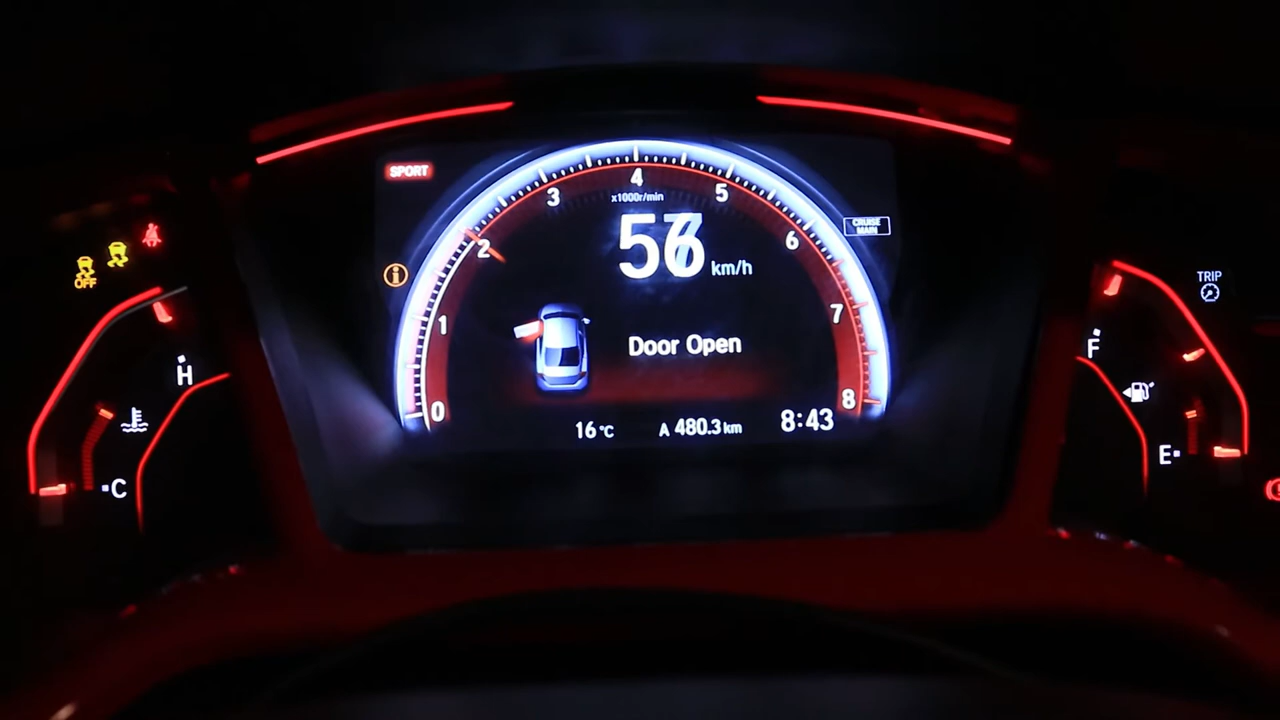 SPORT
4
3
5
x1000r/min
km/h
CRUISE
MAIN
2
6
OFF
TRIP
1
7
F
Door Open
H
8
0
16°C
A 480.3 km
8:43
E
C